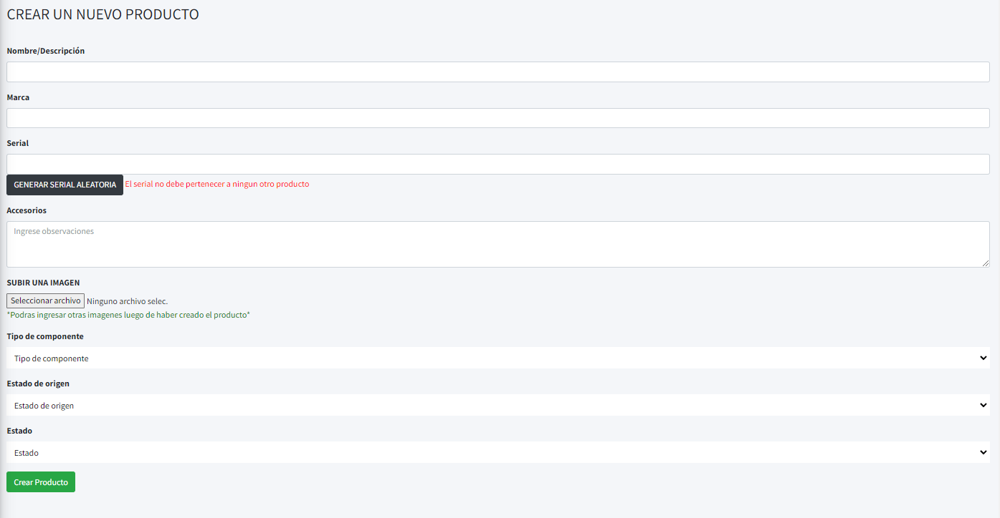 CREAR UN NUEVO PRODUCTO
Nombre/Descripción
Marca
Serial
GENERAR SERIAL ALEATORIA El serial no debe pertenecer a ningun otro producto
Accesorios
Ingrese observaciones
SUBIR UNA IMAGEN
Seleccionar archivo Ninguno archivo selec.
*Podras ingresar otras imagenes luego de haber creado el producto*
Tipo de componente
Tipo de componente
Estado de origen
Estado de origen
Estado
Estado
Crear Producto